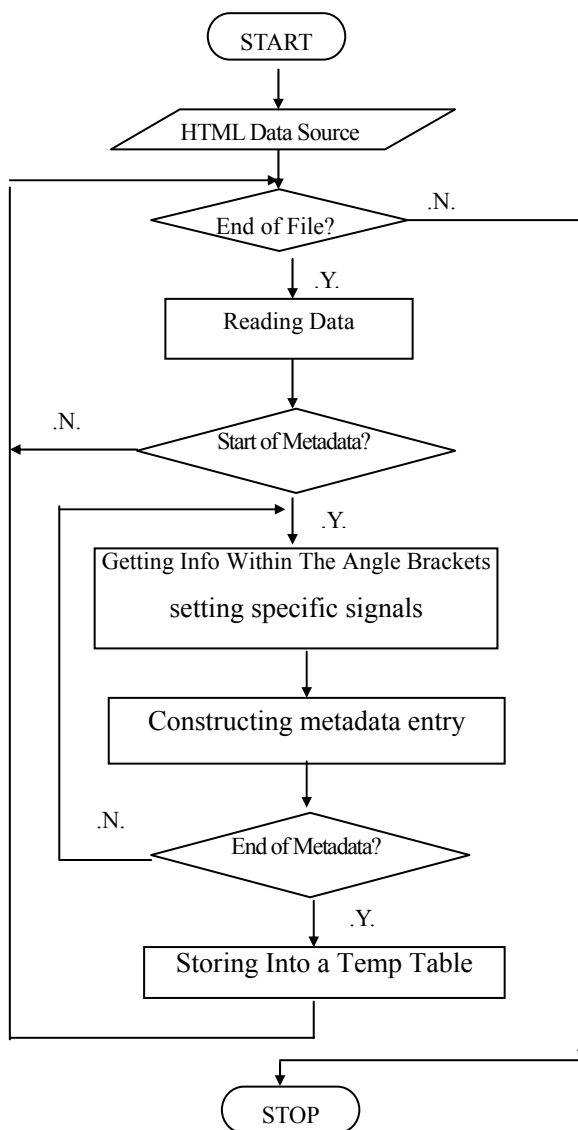 START
HTML Data Source
End of File?
.N.
.Y.
Reading Data
.N.
Start of Metadata?
.Y.
Getting Info Within The Angle Brackets
setting specific signals
Constructing metadata entry
.N.
End of Metadata?
.Y.
Storing Into a Temp Table
STOP